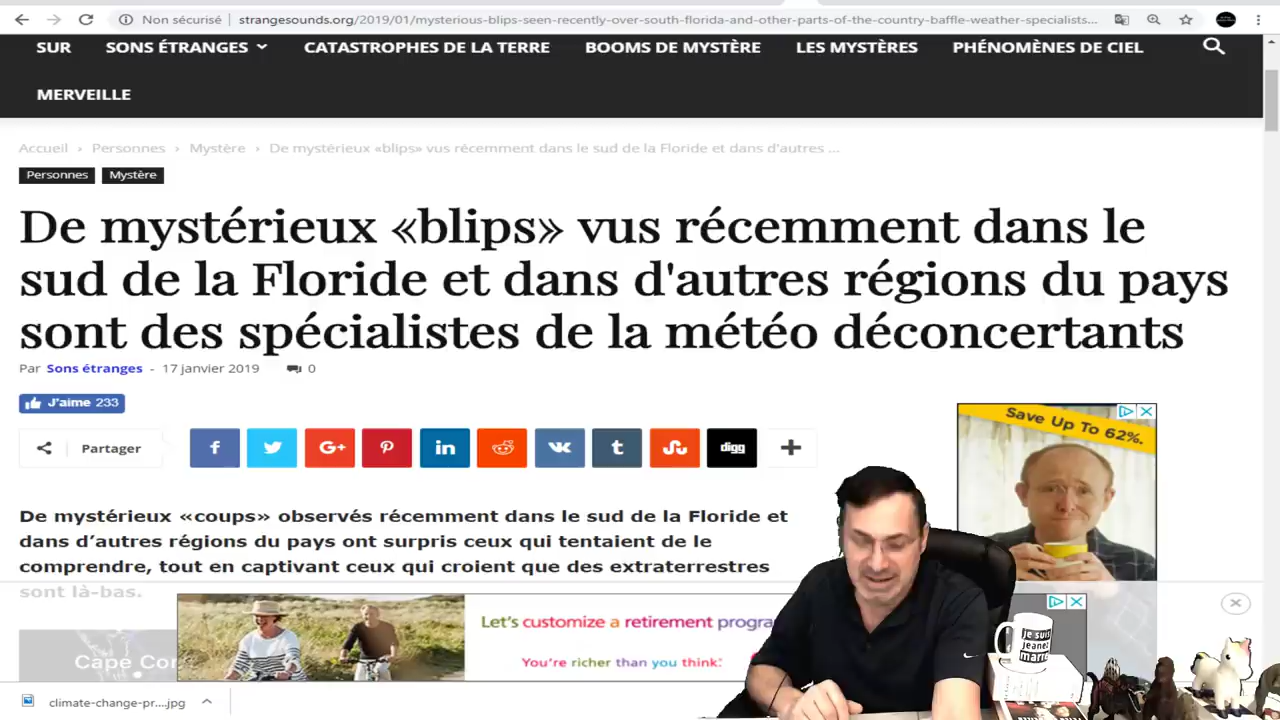 Non sécurisé
strangesounds.org/2019/01/mysterious-blips-seen-recently-over-south-florida-and-other-parts-of-the-country-baffle-weather-specialists...
SUR SONS ÉTRANGES CATASTROPHES DE LA TERRE BOOMS DE MYSTÈRE LES MYSTÈRES PHÉNOMÈNES DE CIEL
MERVEILLE
Accueil › Personnes › Mystère › De mystérieux «blips» vus récemment dans le sud de la Floride et dans d'autres ...
Personnes Mystère
De mystérieux «blips» vus récemment dans le
sud de la Floride et dans d'autres régions du pays
sont des spécialistes de la météo déconcertants
Par Sons étranges - 17 janvier 2019 0
J'aime 233
Save Up To 62%.
Partager
digg
De mystérieux «coups» observés récemment dans le sud de la Floride et
dans d'autres régions du pays ont surpris ceux qui tentaient de le
comprendre, tout en captivant ceux qui croient que des extraterrestres
sont là-bas.
Let's customize a retirement progra
You're richer than you think.
Cape Cor
je suis
jeanet
marie
climate-change-pr....jpg